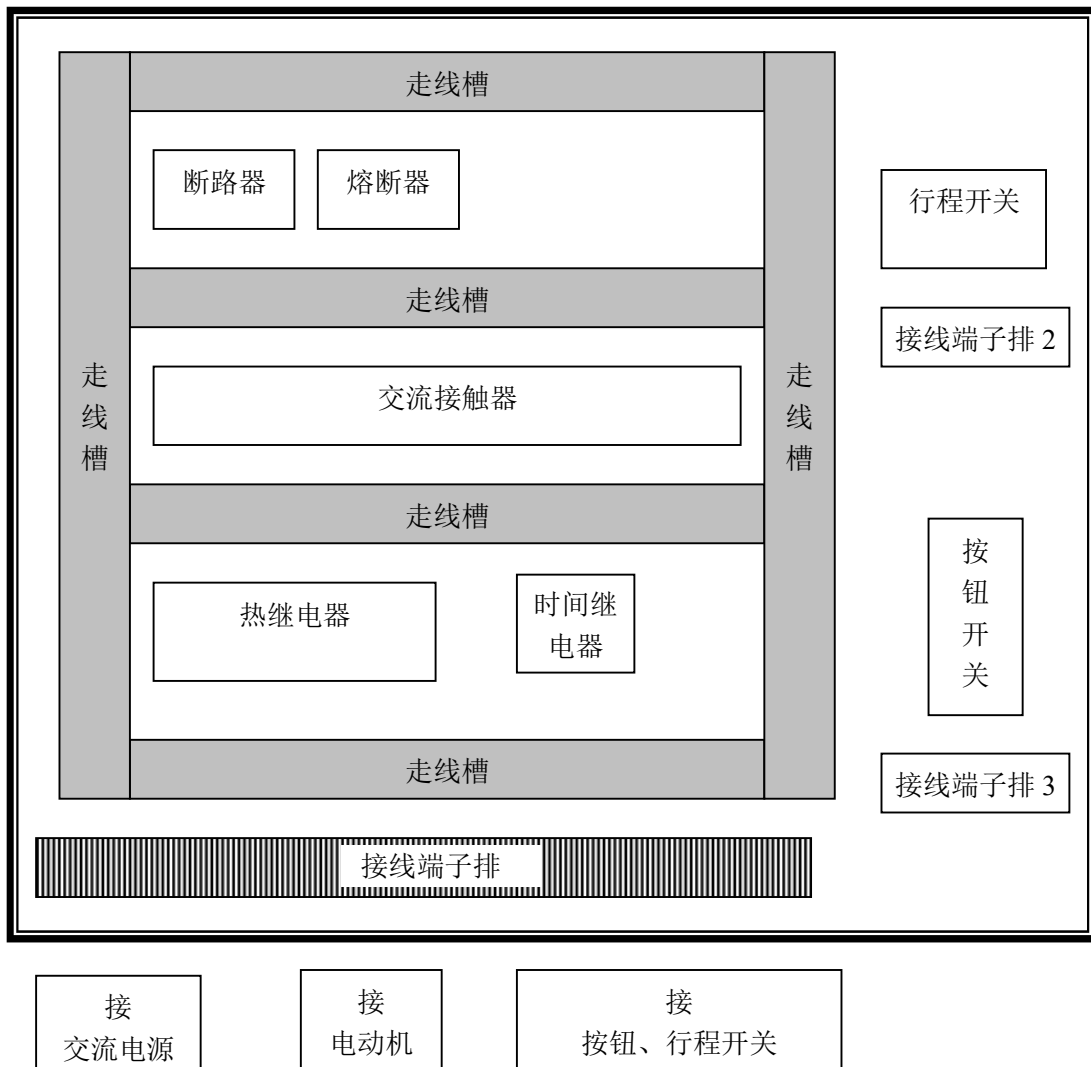 走线槽
断路器
熔断器
行程开关
走线槽
接线端子排 2
走
线
槽
交流接触器
走
线
槽
走线槽
热继电器
时间继
电器
按
钮
开
关
走线槽
接线端子排 3
接线端子排
接
交流电源
接
电动机
接
按钮、行程开关